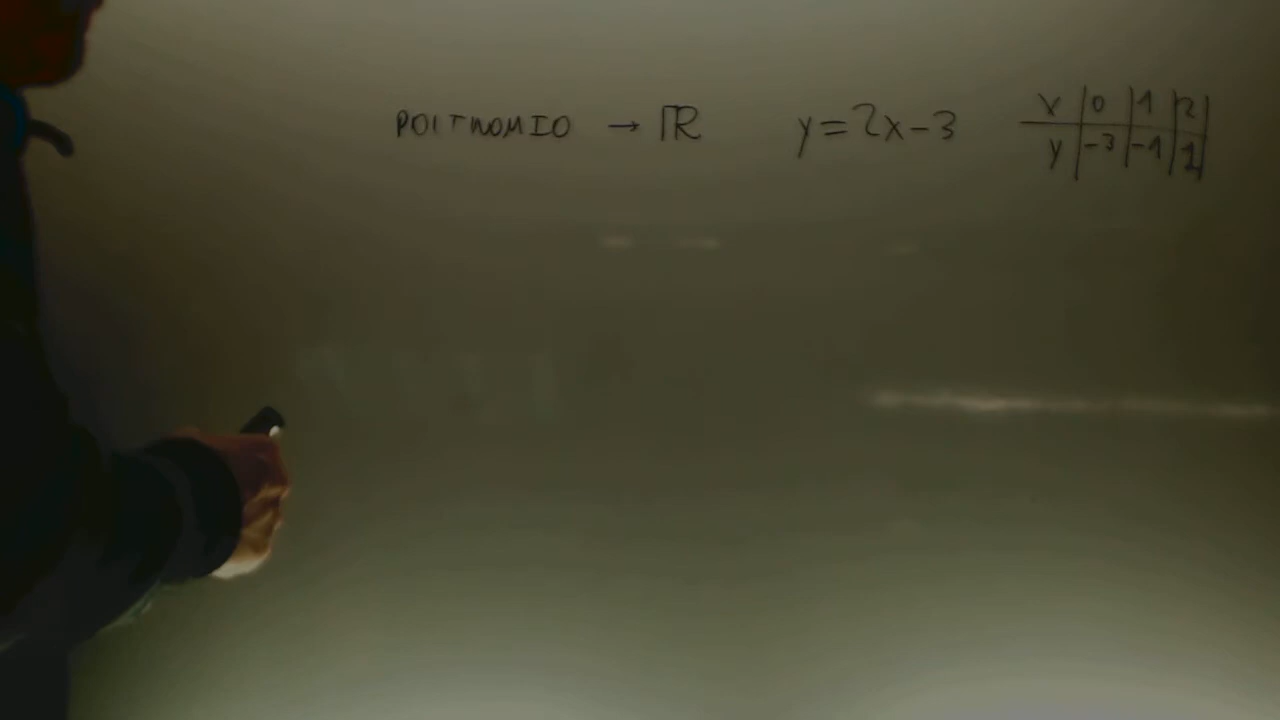 POLINOMIO → ℝ y=2x-3 x | 0 | 1 | 2 |
y | -3 | -1 | 1 |